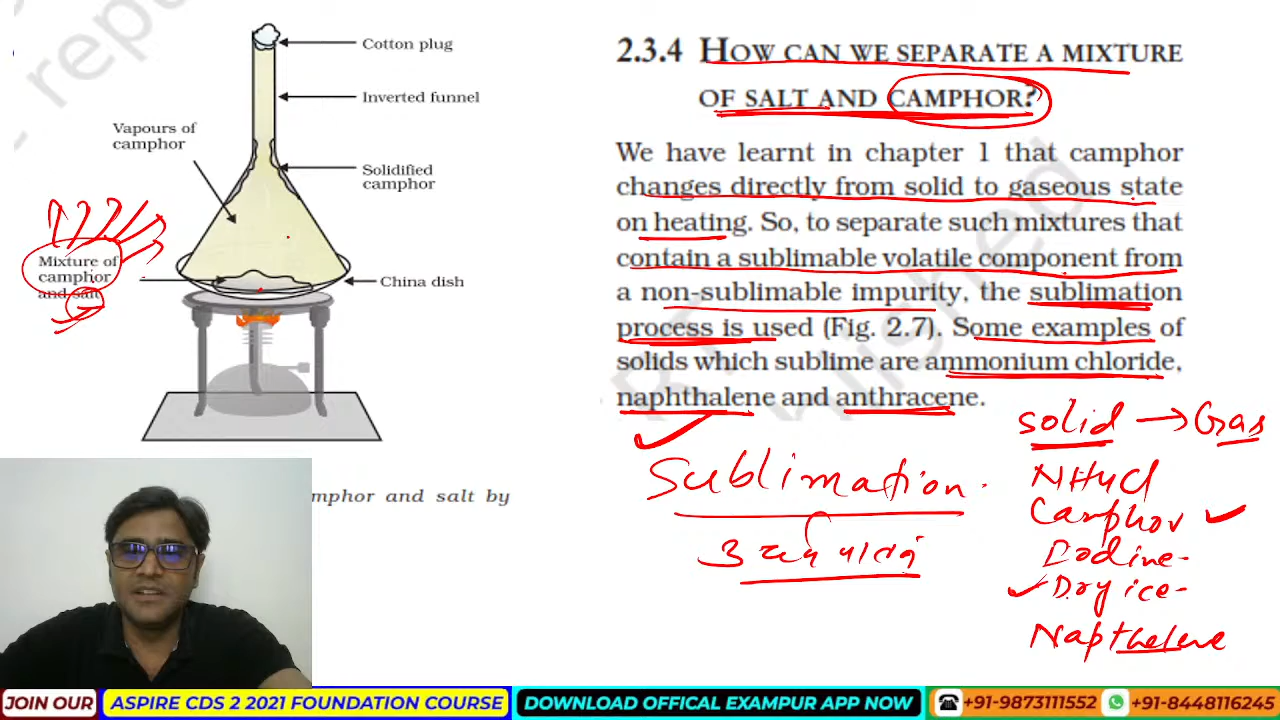 Cotton plug
Inverted funnel
Vapours of
camphor
Solidified
camphor
Mixture of
camphor
and salt
China dish
mphor and salt by
2.3.4 HOW CAN WE SEPARATE A MIXTURE
OF SALT AND CAMPHOR?
We have learnt in chapter 1 that camphor
changes directly from solid to gaseous state
on heating. So, to separate such mixtures that
contain a sublimable volatile component from
a non-sublimable impurity, the sublimation
process is used (Fig. 2.7). Some examples of
solids which sublime are ammonium chloride,
naphthalene and anthracene.
Sublimation
solid → Gas
NH4Cl
Camphor ✓
Iodine-
✓ Dry ice-
Napthelene
JOIN OUR
ASPIRE CDS 2 2021 FOUNDATION COURSE
DOWNLOAD OFFICAL EXAMPUR APP NOW
+91-9873111552
+91-8448116245